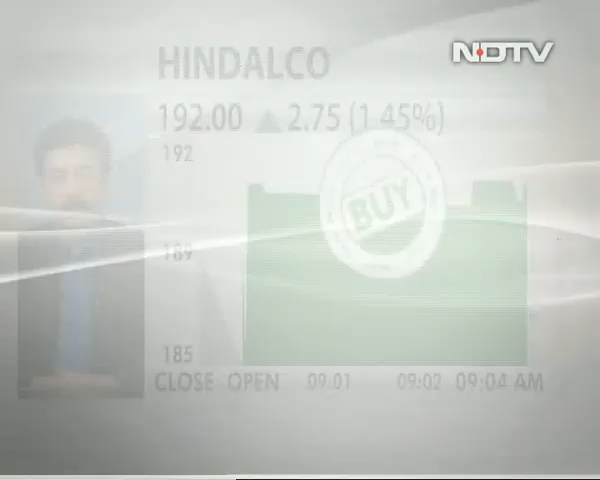 HINDALCO
NDTV
192.00 ▲ 2.75 (1.45%)
192
BUY
189
185
CLOSE OPEN 09.01 09:02 09:04 AM